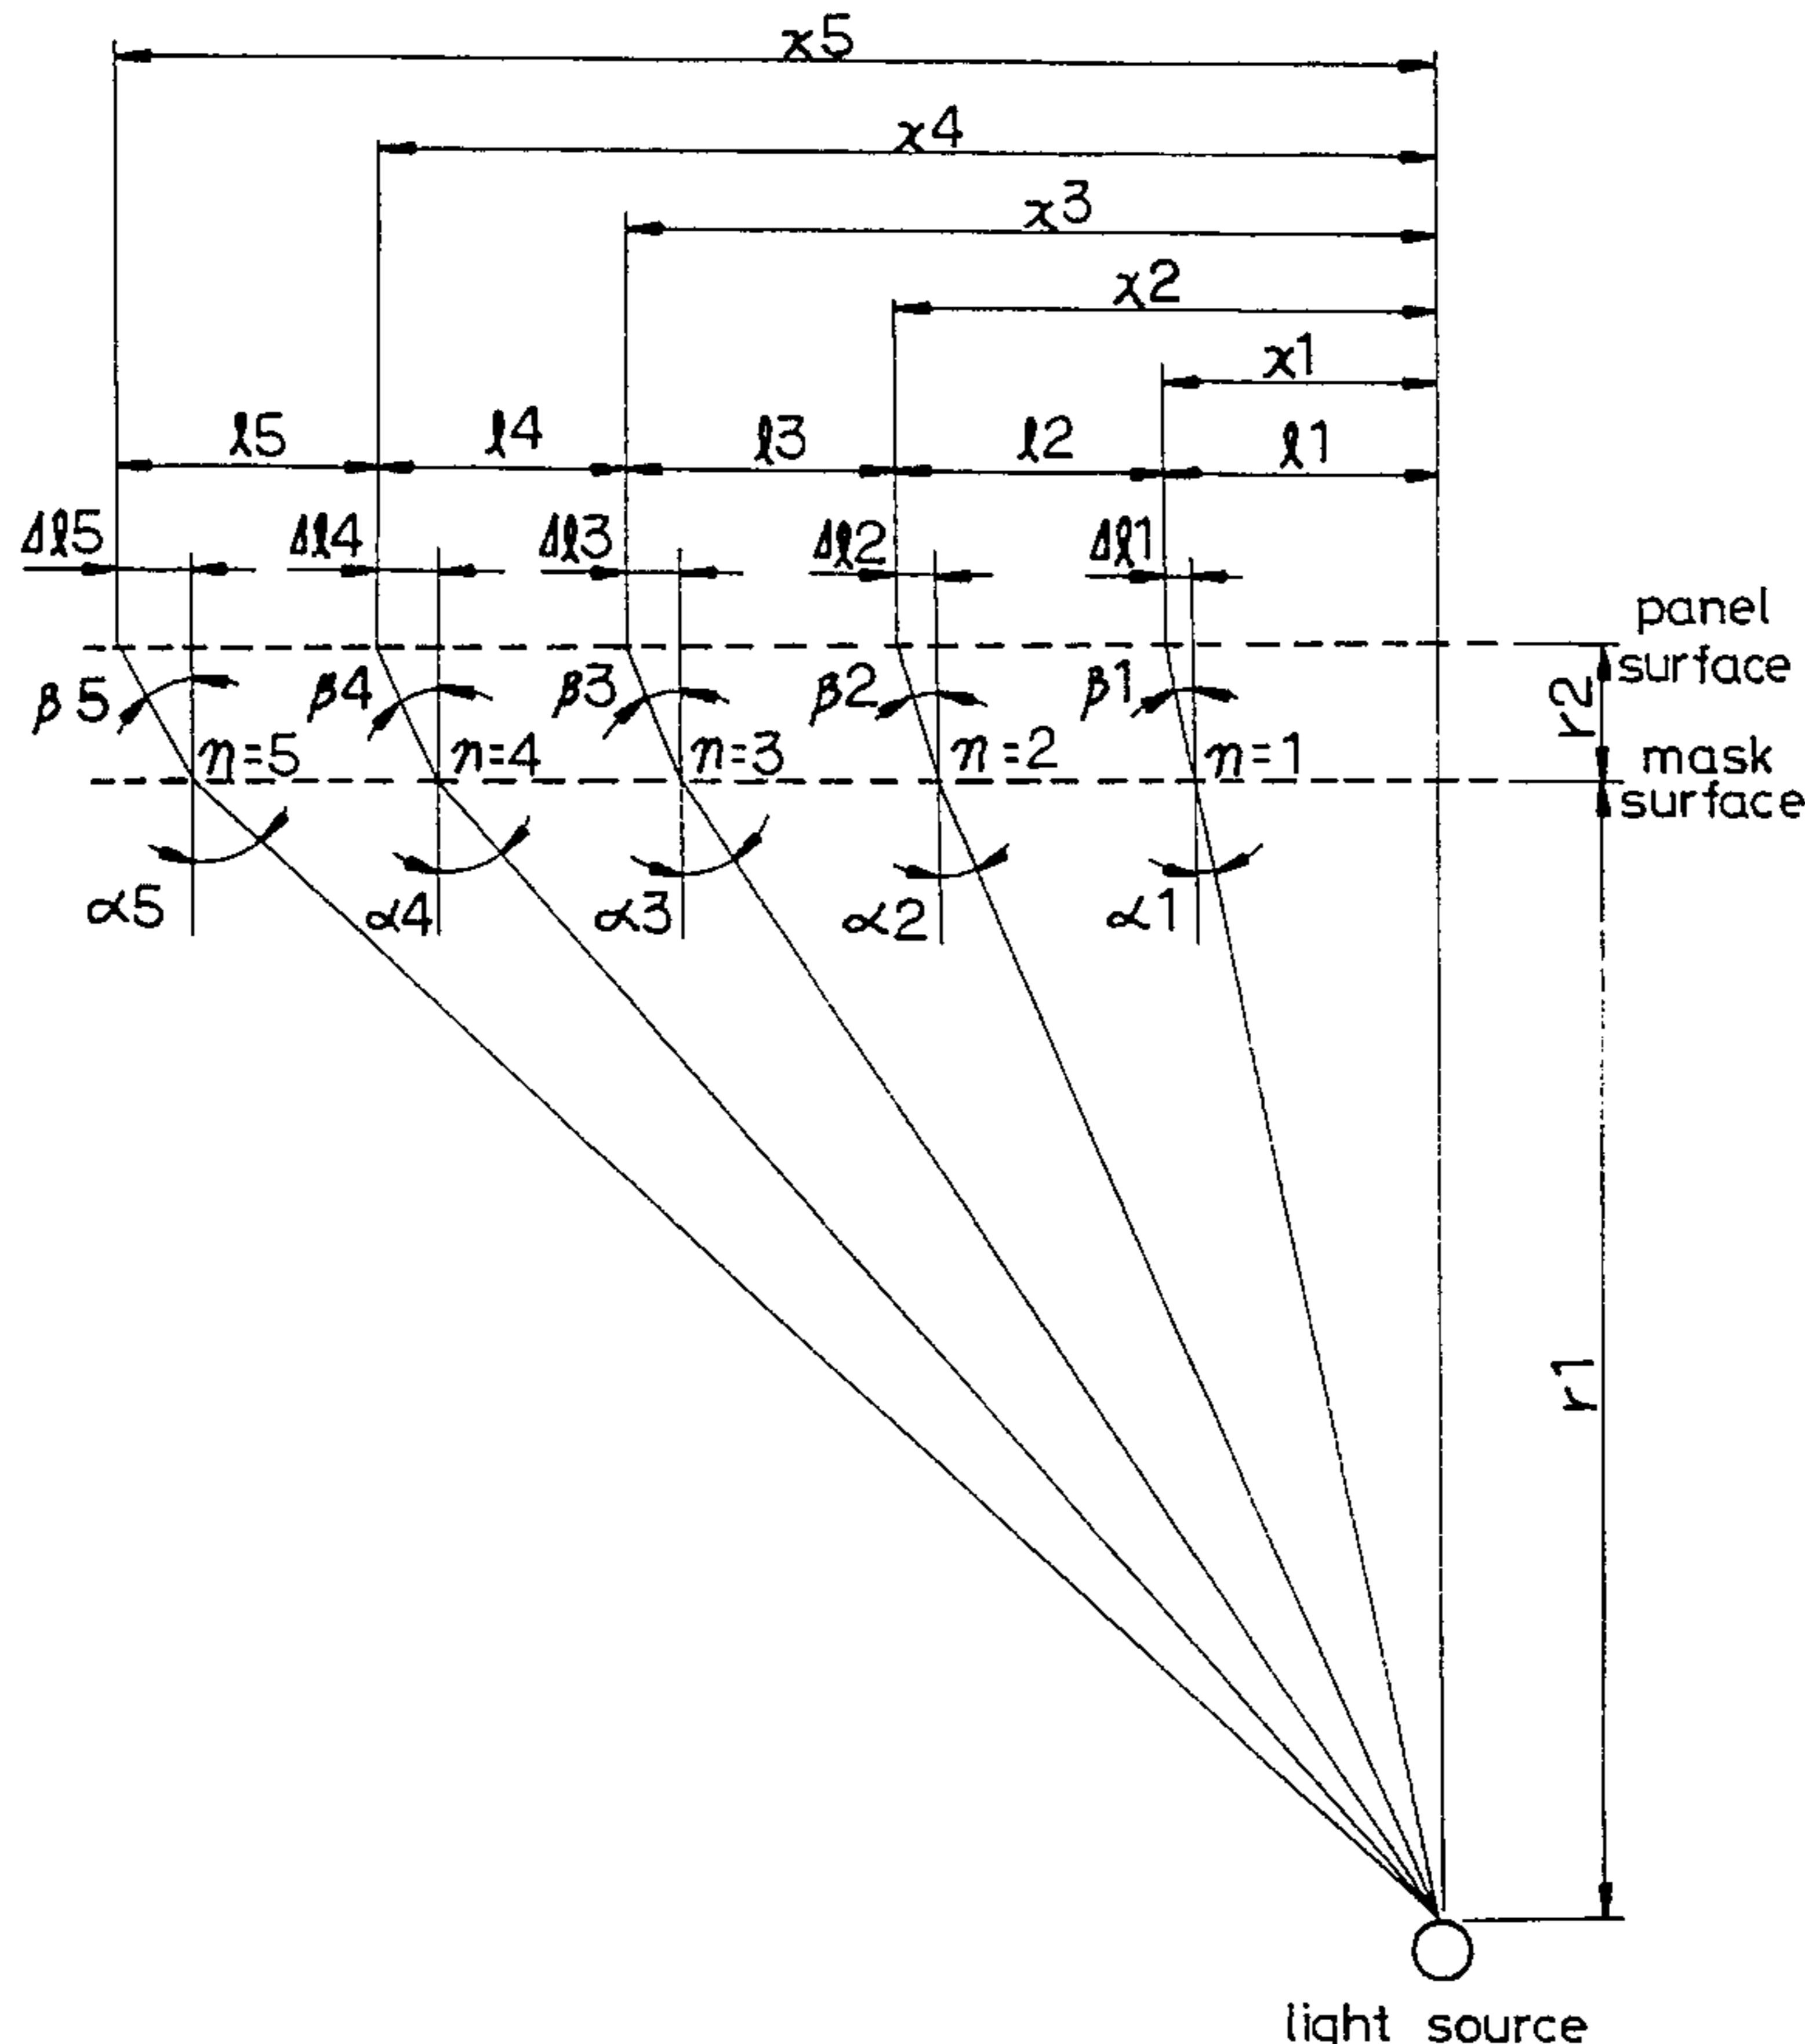 x5
x4
x3
x2
x1
l5 l4 l3 l2 l1
Δl5 Δl4 Δl3 Δl2 Δl1
panel
surface
β5 β4 β3 β2 β1
r2
n=5 n=4 n=3 n=2 n=1
mask
surface
α5 α4 α3 α2 α1
r1
light source